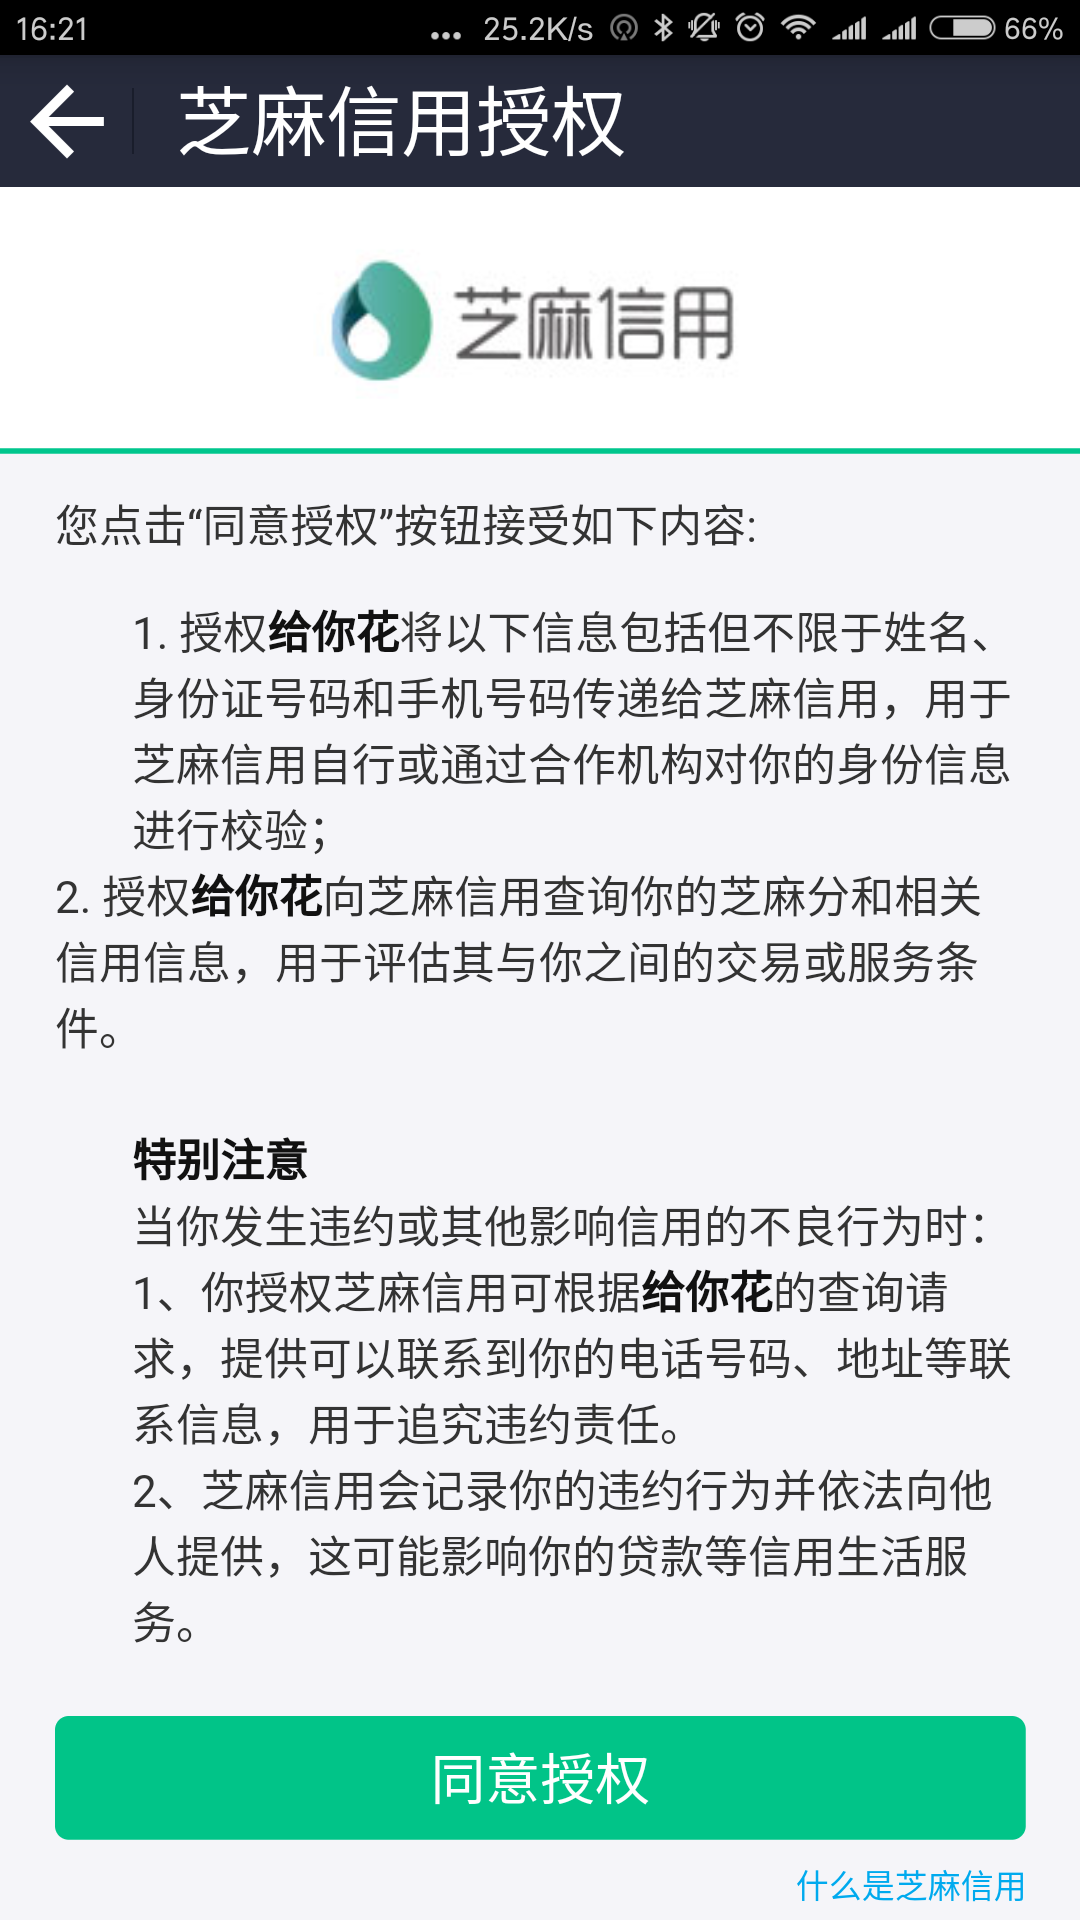 16:21
... 25.2K/s 66%
芝麻信用授权
芝麻信用
您点击“同意授权”按钮接受如下内容:
1. 授权给你花将以下信息包括但不限于姓名、
身份证号码和手机号码传递给芝麻信用，用于
芝麻信用自行或通过合作机构对你的身份信息
进行校验；
2. 授权给你花向芝麻信用查询你的芝麻分和相关
信用信息，用于评估其与你之间的交易或服务条
件。
特别注意
当你发生违约或其他影响信用的不良行为时：
1、你授权芝麻信用可根据给你花的查询请
求，提供可以联系到你的电话号码、地址等联
系信息，用于追究违约责任。
2、芝麻信用会记录你的违约行为并依法向他
人提供，这可能影响你的贷款等信用生活服
务。
同意授权
什么是芝麻信用